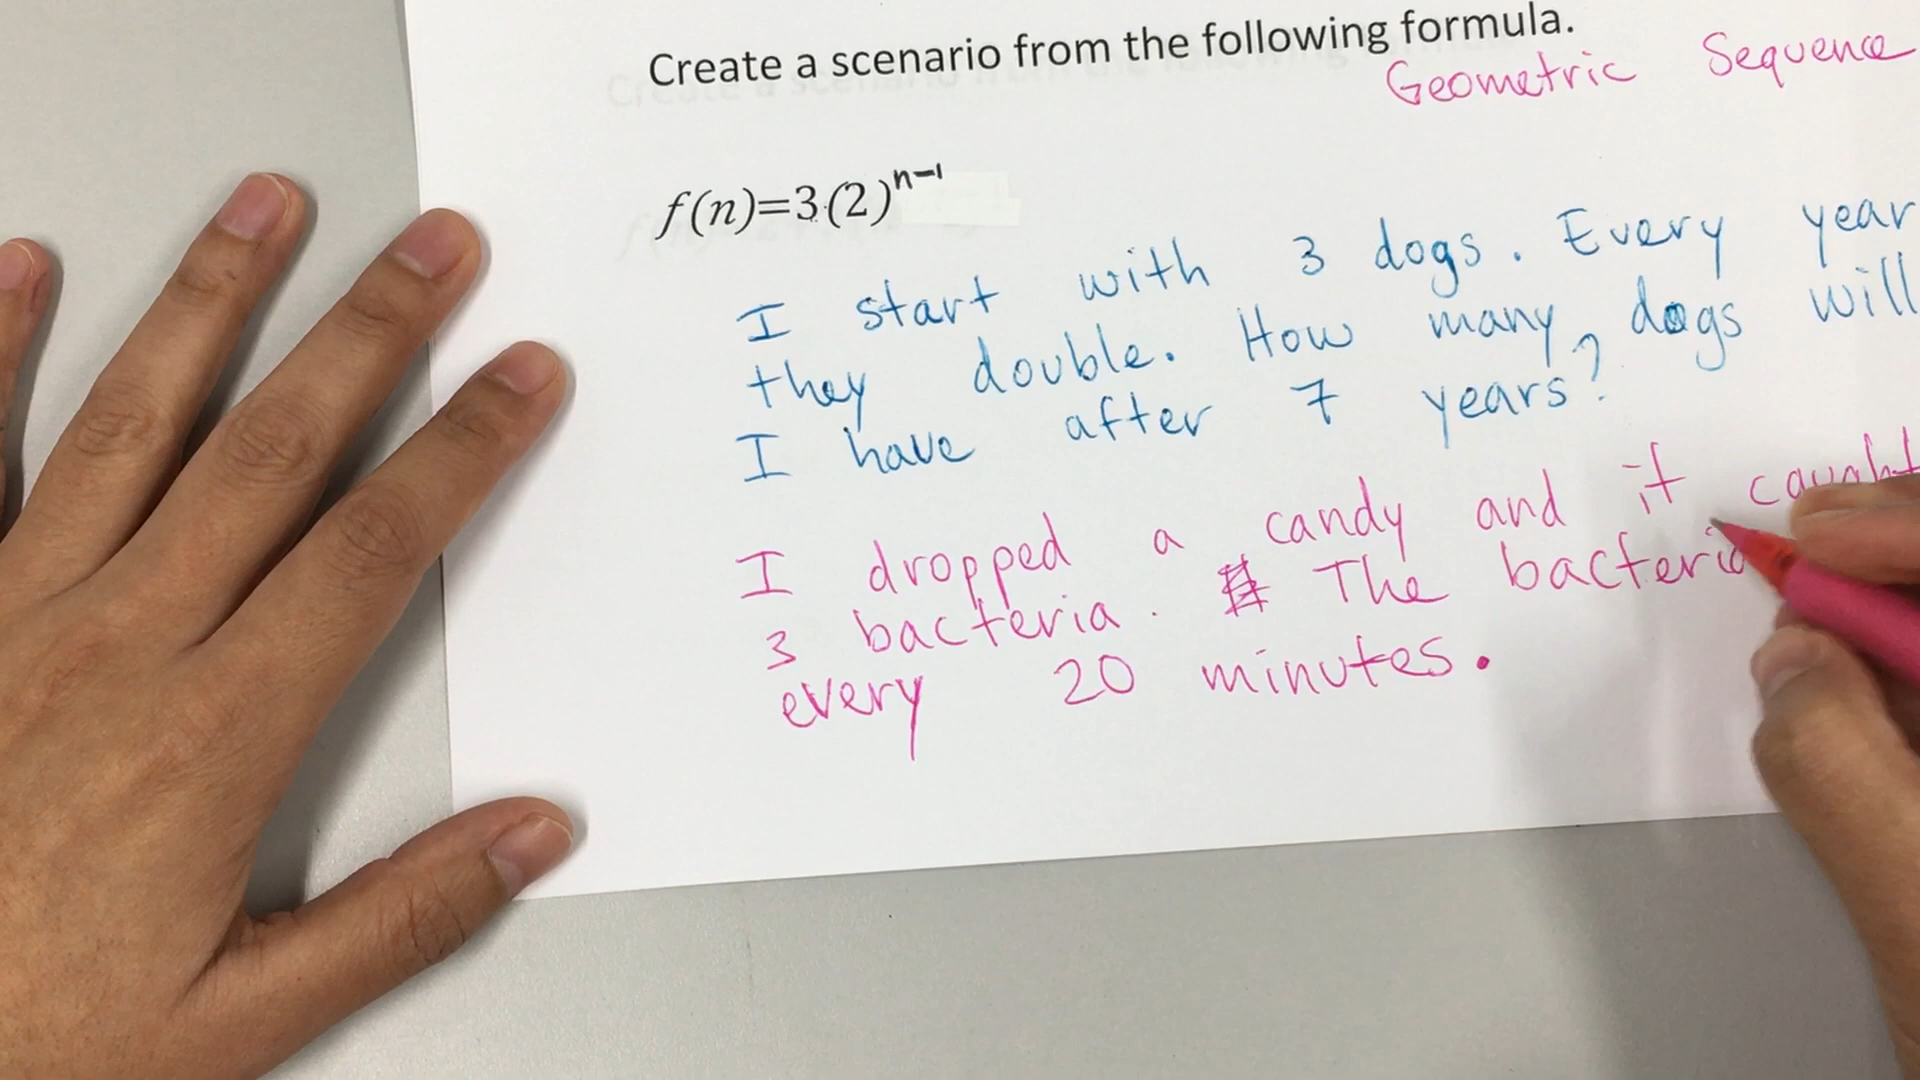 Create a scenario from the following formula.
Geometric Sequence
f(n)=3(2)^{n-1}
I start with 3 dogs. Every year
they double. How many dogs will
I have after 7 years?
I dropped a candy and it caught
3 bacteria. The bacteria
every 20 minutes.